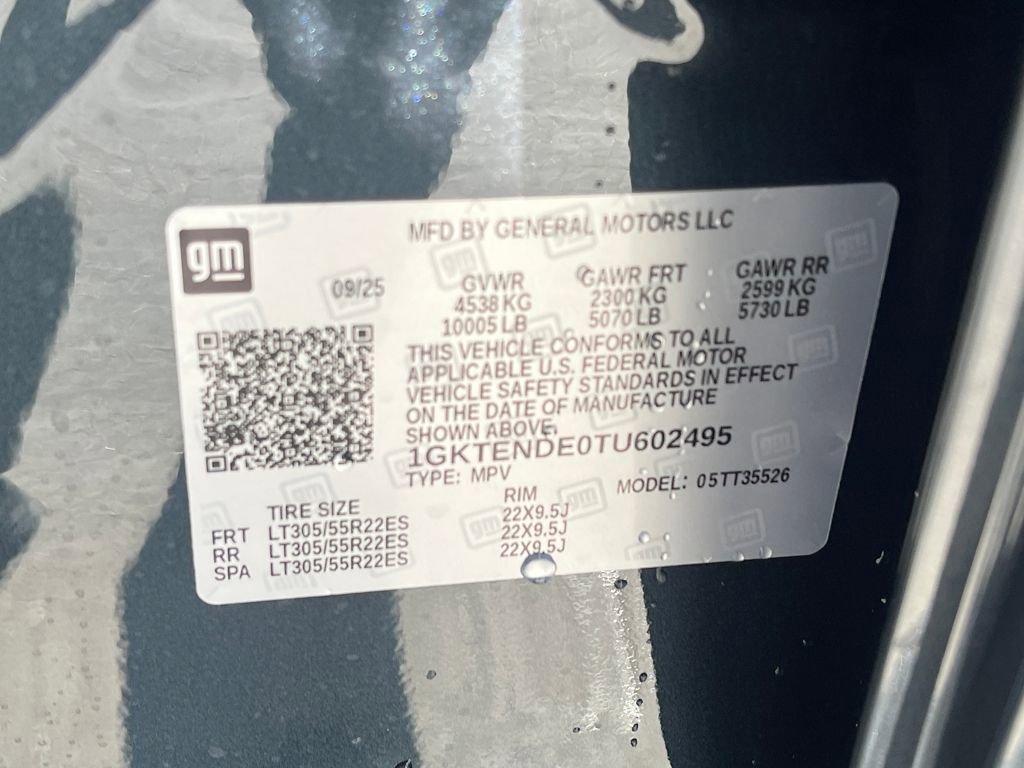 gm
MFD BY GENERAL MOTORS LLC
09/25
GVWR GAWR FRT GAWR RR
4538 KG 2300 KG 2599 KG
10005 LB 5070 LB 5730 LB
THIS VEHICLE CONFORMS TO ALL
APPLICABLE U.S. FEDERAL MOTOR
VEHICLE SAFETY STANDARDS IN EFFECT
ON THE DATE OF MANUFACTURE
SHOWN ABOVE.
1GKTENDE0TU602495
TYPE: MPV MODEL: 05TT35526
TIRE SIZE RIM
FRT LT305/55R22ES 22X9.5J
RR LT305/55R22ES 22X9.5J
SPA LT305/55R22ES 22X9.5J